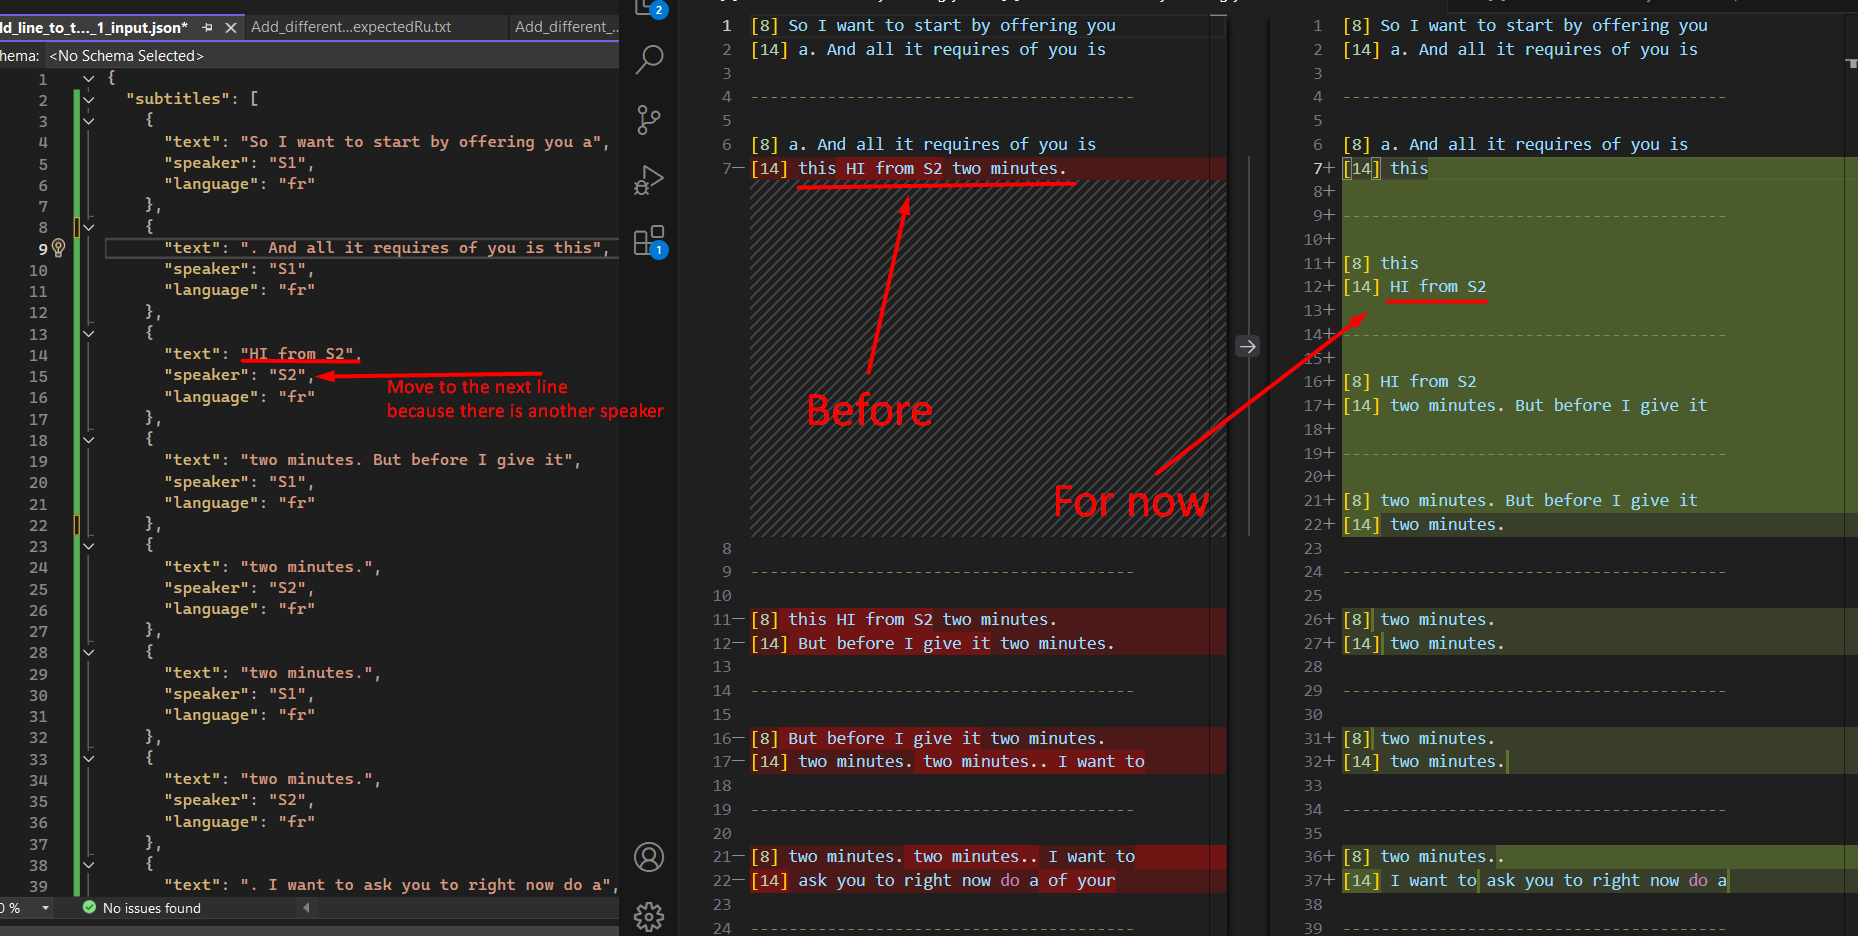 dd_line_to_t..._1_input.json*
Add_different...expectedRu.txt
Add_different_...
hema: <No Schema Selected>
1 {
2 "subtitles": [
3 {
4 "text": "So I want to start by offering you a",
5 "speaker": "S1",
6 "language": "fr"
7 },
8 {
9 "text": ". And all it requires of you is this",
10 "speaker": "S1",
11 "language": "fr"
12 },
13 {
14 "text": "HI from S2",
15 "speaker": "S2",
16 "language": "fr"
17 },
18 {
19 "text": "two minutes. But before I give it",
20 "speaker": "S1",
21 "language": "fr"
22 },
23 {
24 "text": "two minutes.",
25 "speaker": "S2",
26 "language": "fr"
27 },
28 {
29 "text": "two minutes.",
30 "speaker": "S1",
31 "language": "fr"
32 },
33 {
34 "text": "two minutes.",
35 "speaker": "S2",
36 "language": "fr"
37 },
38 {
39 "text": ". I want to ask you to right now do a",
Move to the next line
because there is another speaker
0 %
No issues found
2
1
1 [8] So I want to start by offering you
2 [14] a. And all it requires of you is
3
4 ----------------------------------------
5
6 [8] a. And all it requires of you is
7— [14] this HI from S2 two minutes.
Before
8
9 ----------------------------------------
10
11— [8] this HI from S2 two minutes.
12— [14] But before I give it two minutes.
13
14 ----------------------------------------
15
16— [8] But before I give it two minutes.
17— [14] two minutes. two minutes.. I want to
18
19 ----------------------------------------
20
21— [8] two minutes. two minutes.. I want to
22— [14] ask you to right now do a of your
23
24 ----------------------------------------
1 [8] So I want to start by offering you
2 [14] a. And all it requires of you is
3
4 ----------------------------------------
5
6 [8] a. And all it requires of you is
7+ [14] this
8+
9+ ----------------------------------------
10+
11+ [8] this
12+ [14] HI from S2
13+
14+ ----------------------------------------
15+
16+ [8] HI from S2
17+ [14] two minutes. But before I give it
18+
19+ ----------------------------------------
20+
21+ [8] two minutes. But before I give it
22+ [14] two minutes.
For now
23
24 ----------------------------------------
25
26+ [8] two minutes.
27+ [14] two minutes.
28
29 ----------------------------------------
30
31+ [8] two minutes.
32+ [14] two minutes.
33
34 ----------------------------------------
35
36+ [8] two minutes..
37+ [14] I want to ask you to right now do a
38
39 ----------------------------------------